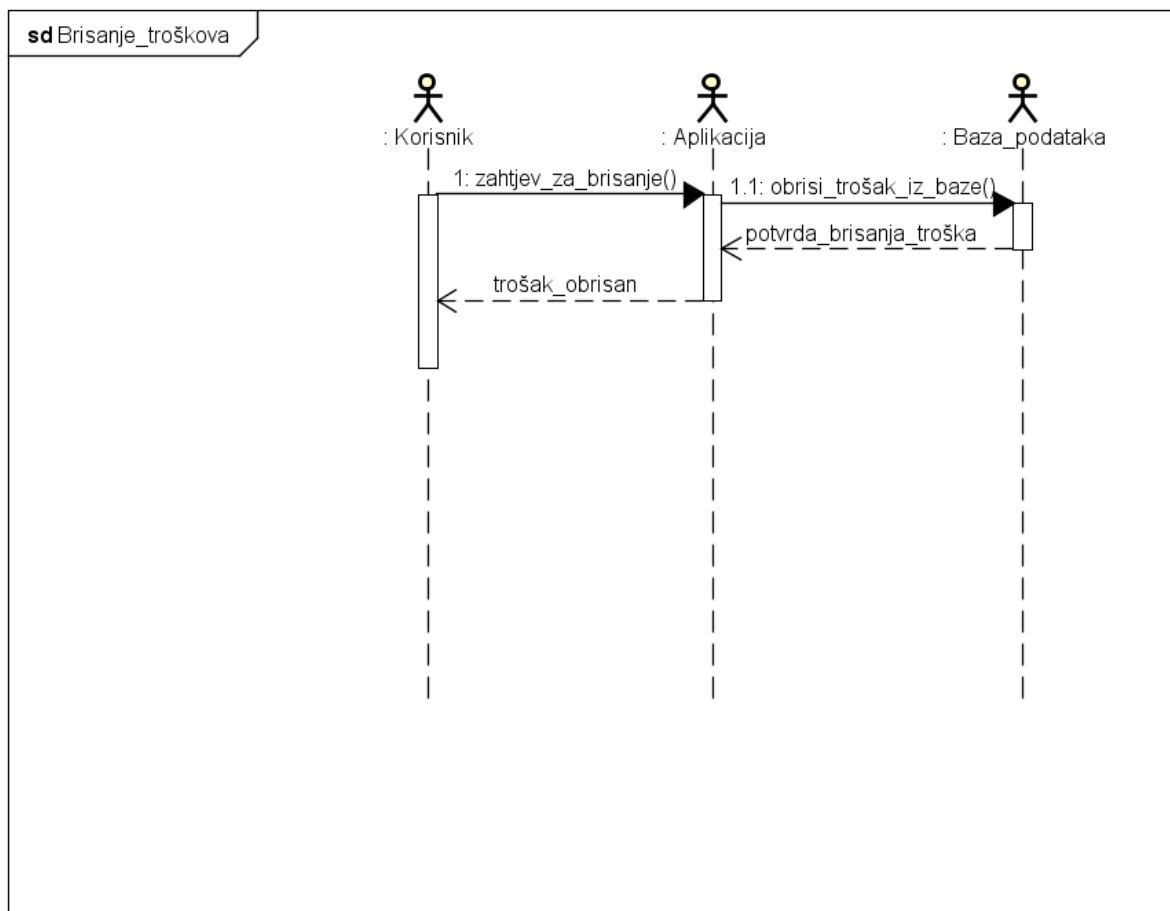 sd Brisanje_troškova
: Korisnik
: Aplikacija
: Baza_podataka
1: zahtjev_za_brisanje()
1.1: obrisi_trošak_iz_baze()
potvrda_brisanja_troška
trošak_obrisan